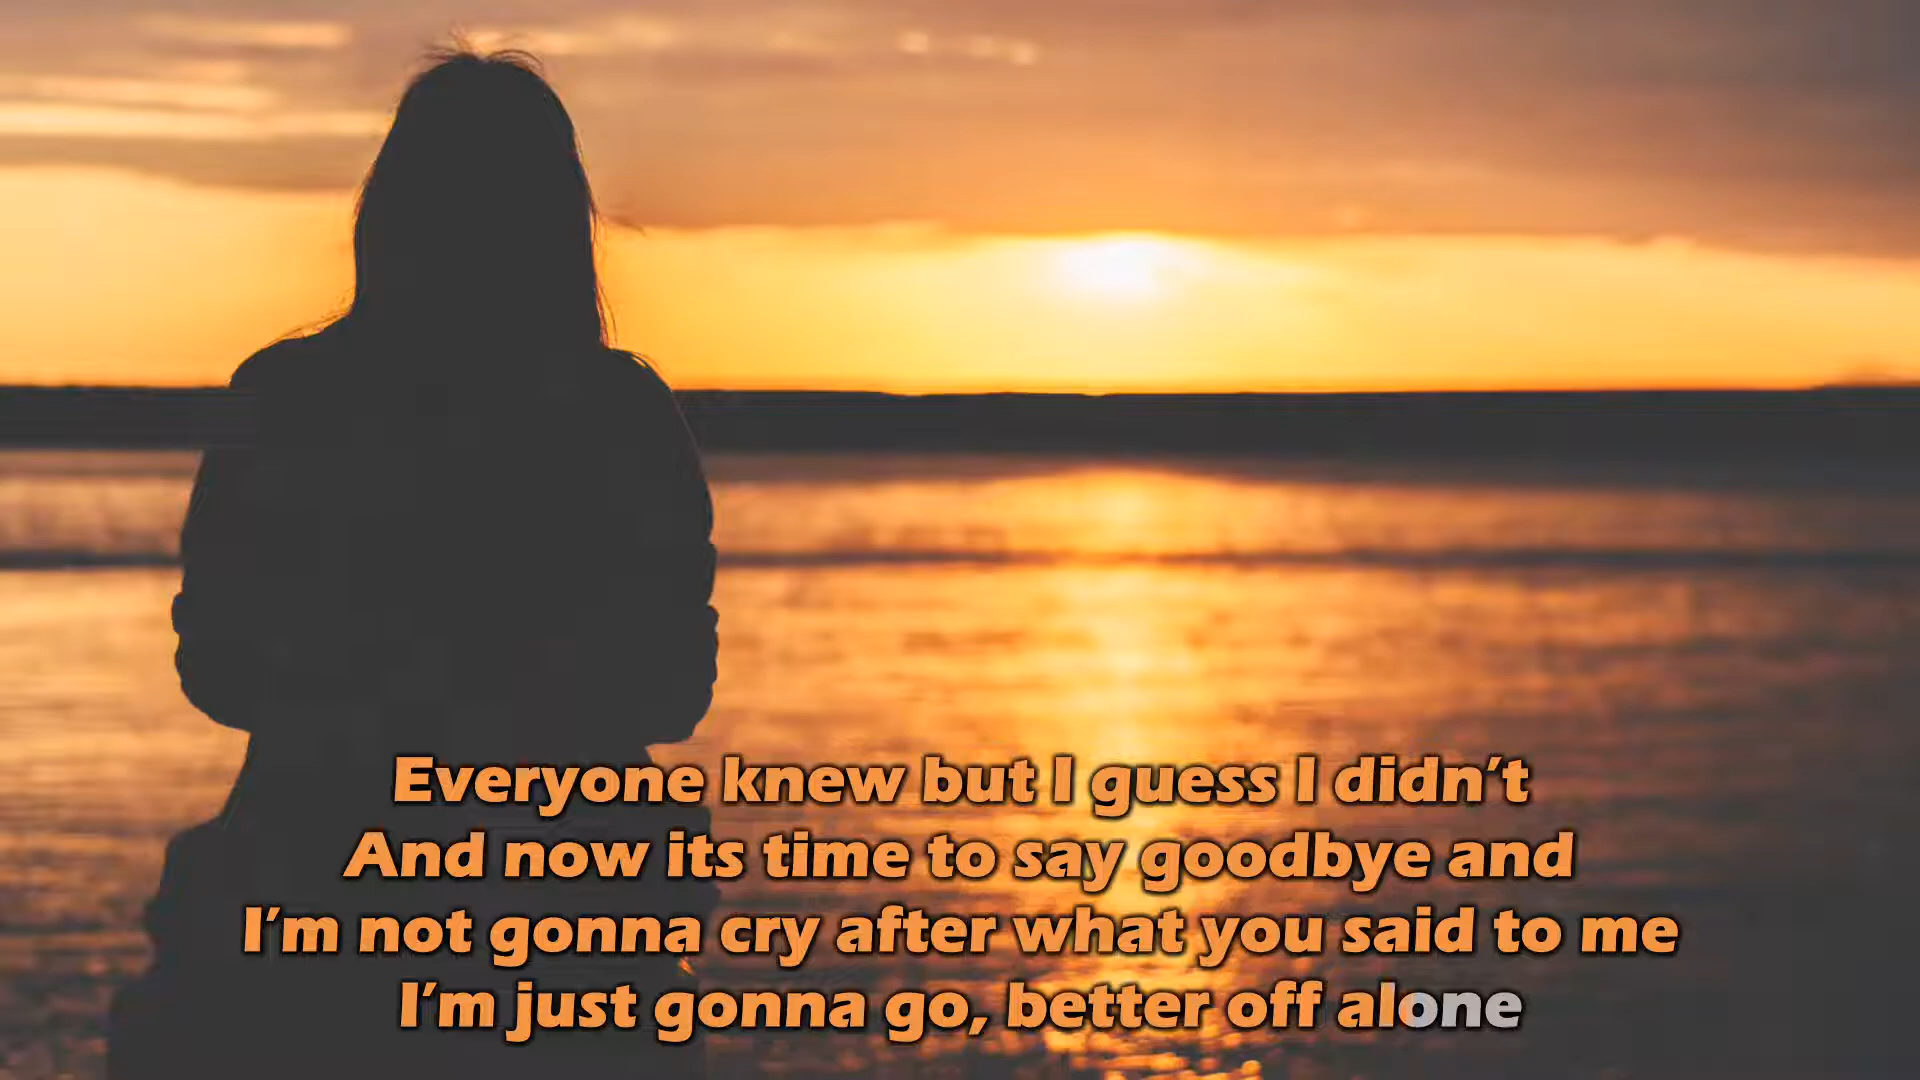 Everyone knew but I guess I didn’t
And now its time to say goodbye and
I’m not gonna cry after what you said to me
I’m just gonna go, better off alone